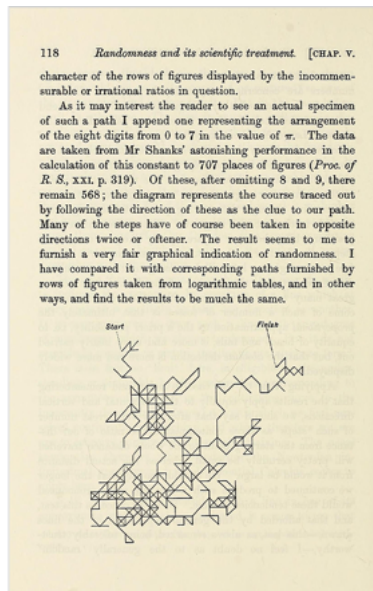 118 Randomness and its scientific treatment. [CHAP. V.
character of the rows of figures displayed by the incommen-
surable or irrational ratios in question.
As it may interest the reader to see an actual specimen
of such a path I append one representing the arrangement
of the eight digits from 0 to 7 in the value of π. The data
are taken from Mr Shanks' astonishing performance in the
calculation of this constant to 707 places of figures (Proc. of
R. S., XXI. p. 319). Of these, after omitting 8 and 9, there
remain 568; the diagram represents the course traced out
by following the direction of these as the clue to our path.
Many of the steps have of course been taken in opposite
directions twice or oftener. The result seems to me to
furnish a very fair graphical indication of randomness. I
have compared it with corresponding paths furnished by
rows of figures taken from logarithmic tables, and in other
ways, and find the results to be much the same.
Start Finish